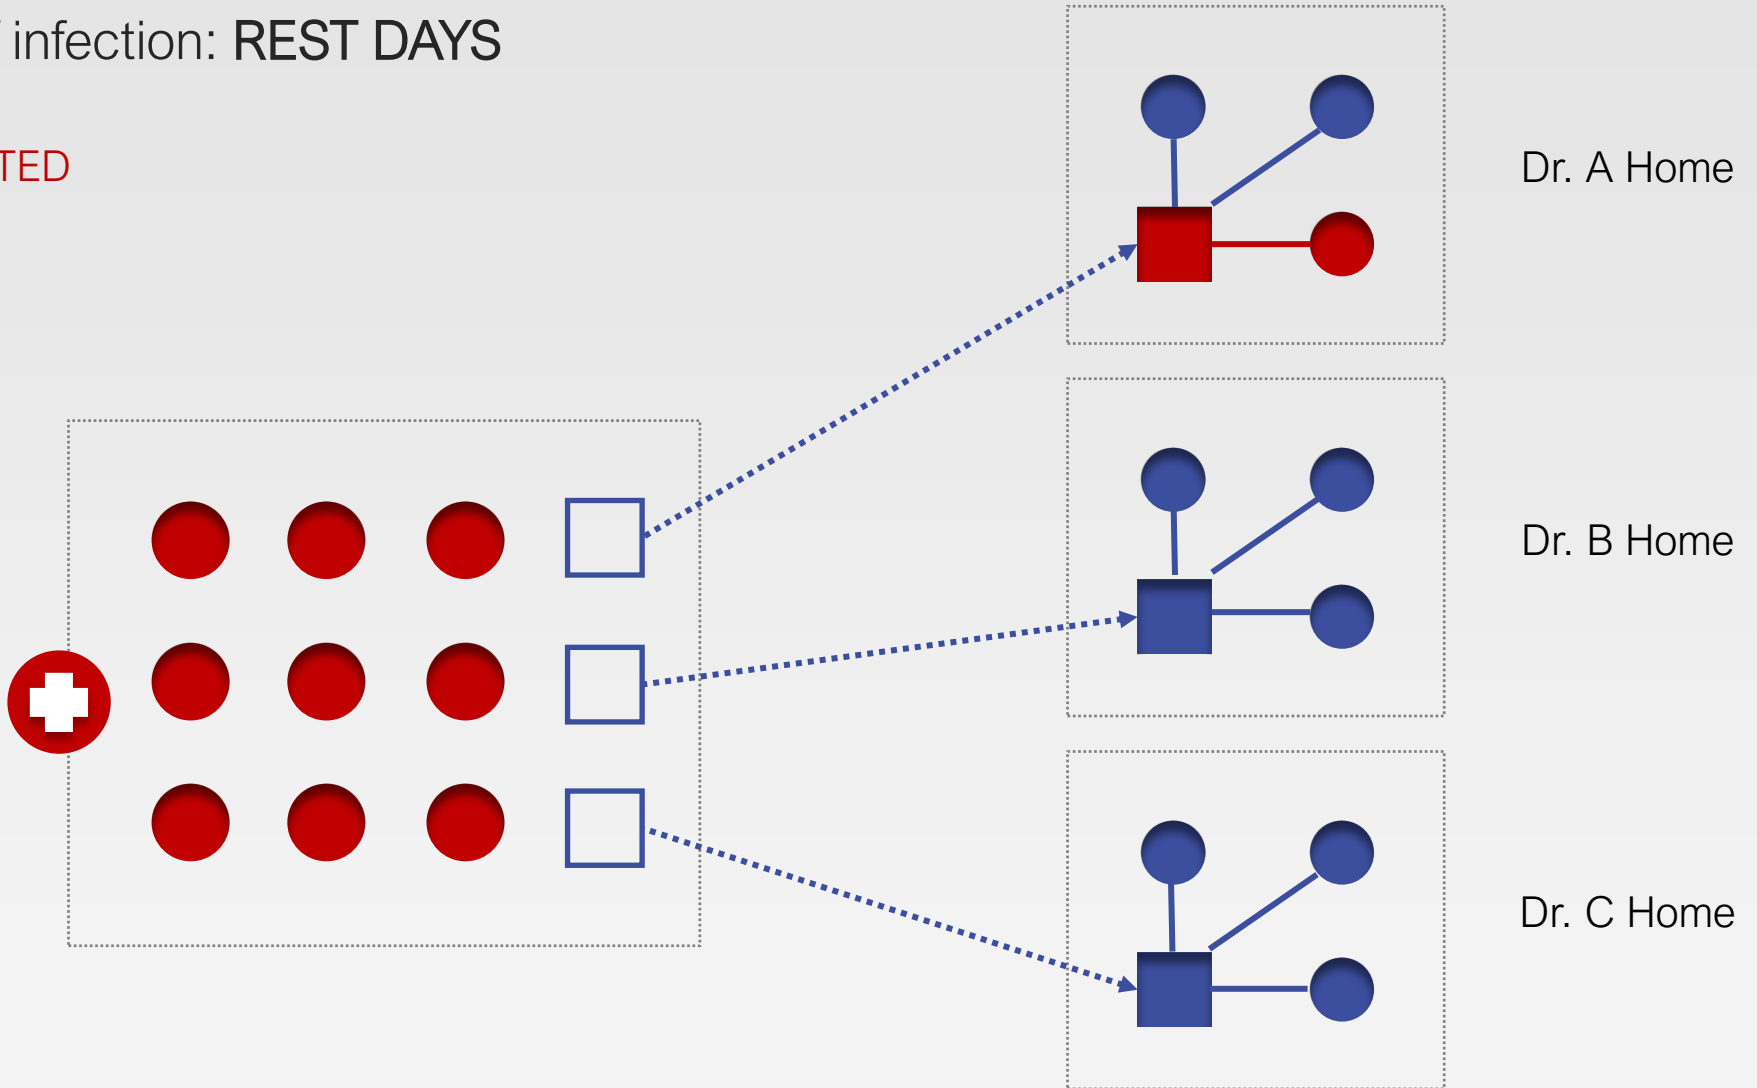 infection: REST DAYS
TED
Dr. A Home
Dr. B Home
Dr. C Home